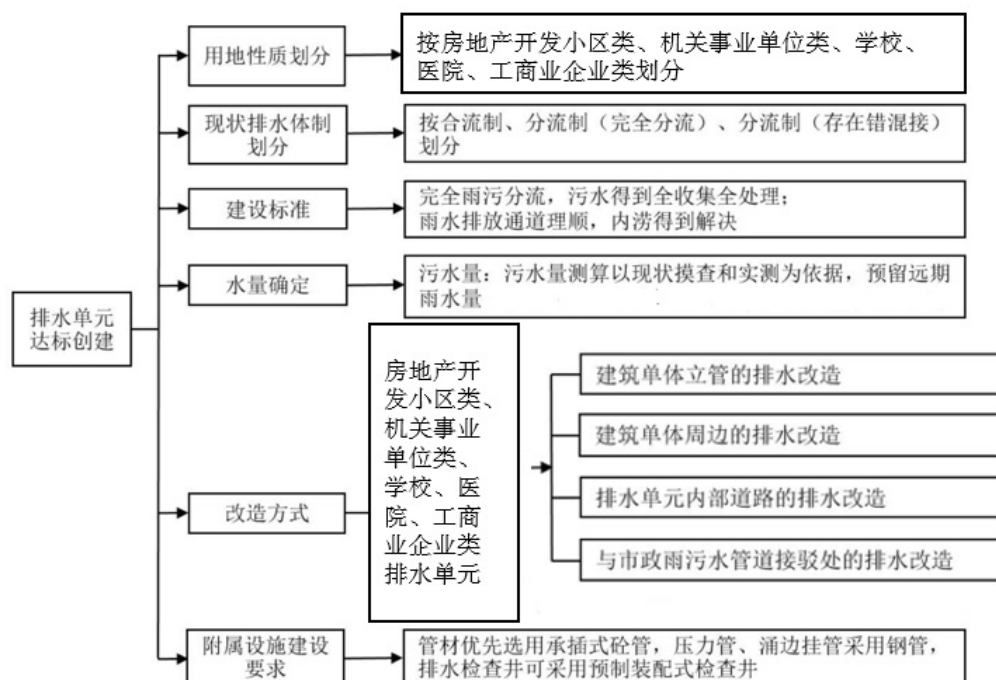 用地性质划分
按房地产开发小区类、机关事业单位类、学校、
医院、工商业企业类划分
现状排水体制
划分
按合流制、分流制（完全分流）、分流制（存在错混接）
划分
建设标准
完全雨污分流，污水得到全收集全处理；
雨水排放通道理顺，内涝得到解决
水量确定
污水量：污水量测算以现状摸查和实测为依据，预留远期
雨水量
排水单元
达标创建
改造方式
房地产开
发小区类、
机关事业
单位类、
学校、医
院、工商
业企业类
排水单元
建筑单体立管的排水改造
建筑单体周边的排水改造
排水单元内部道路的排水改造
与市政雨污水管道接驳处的排水改造
附属设施建设
要求
管材优先选用承插式砼管，压力管、涌边挂管采用钢管，
排水检查井可采用预制装配式检查井